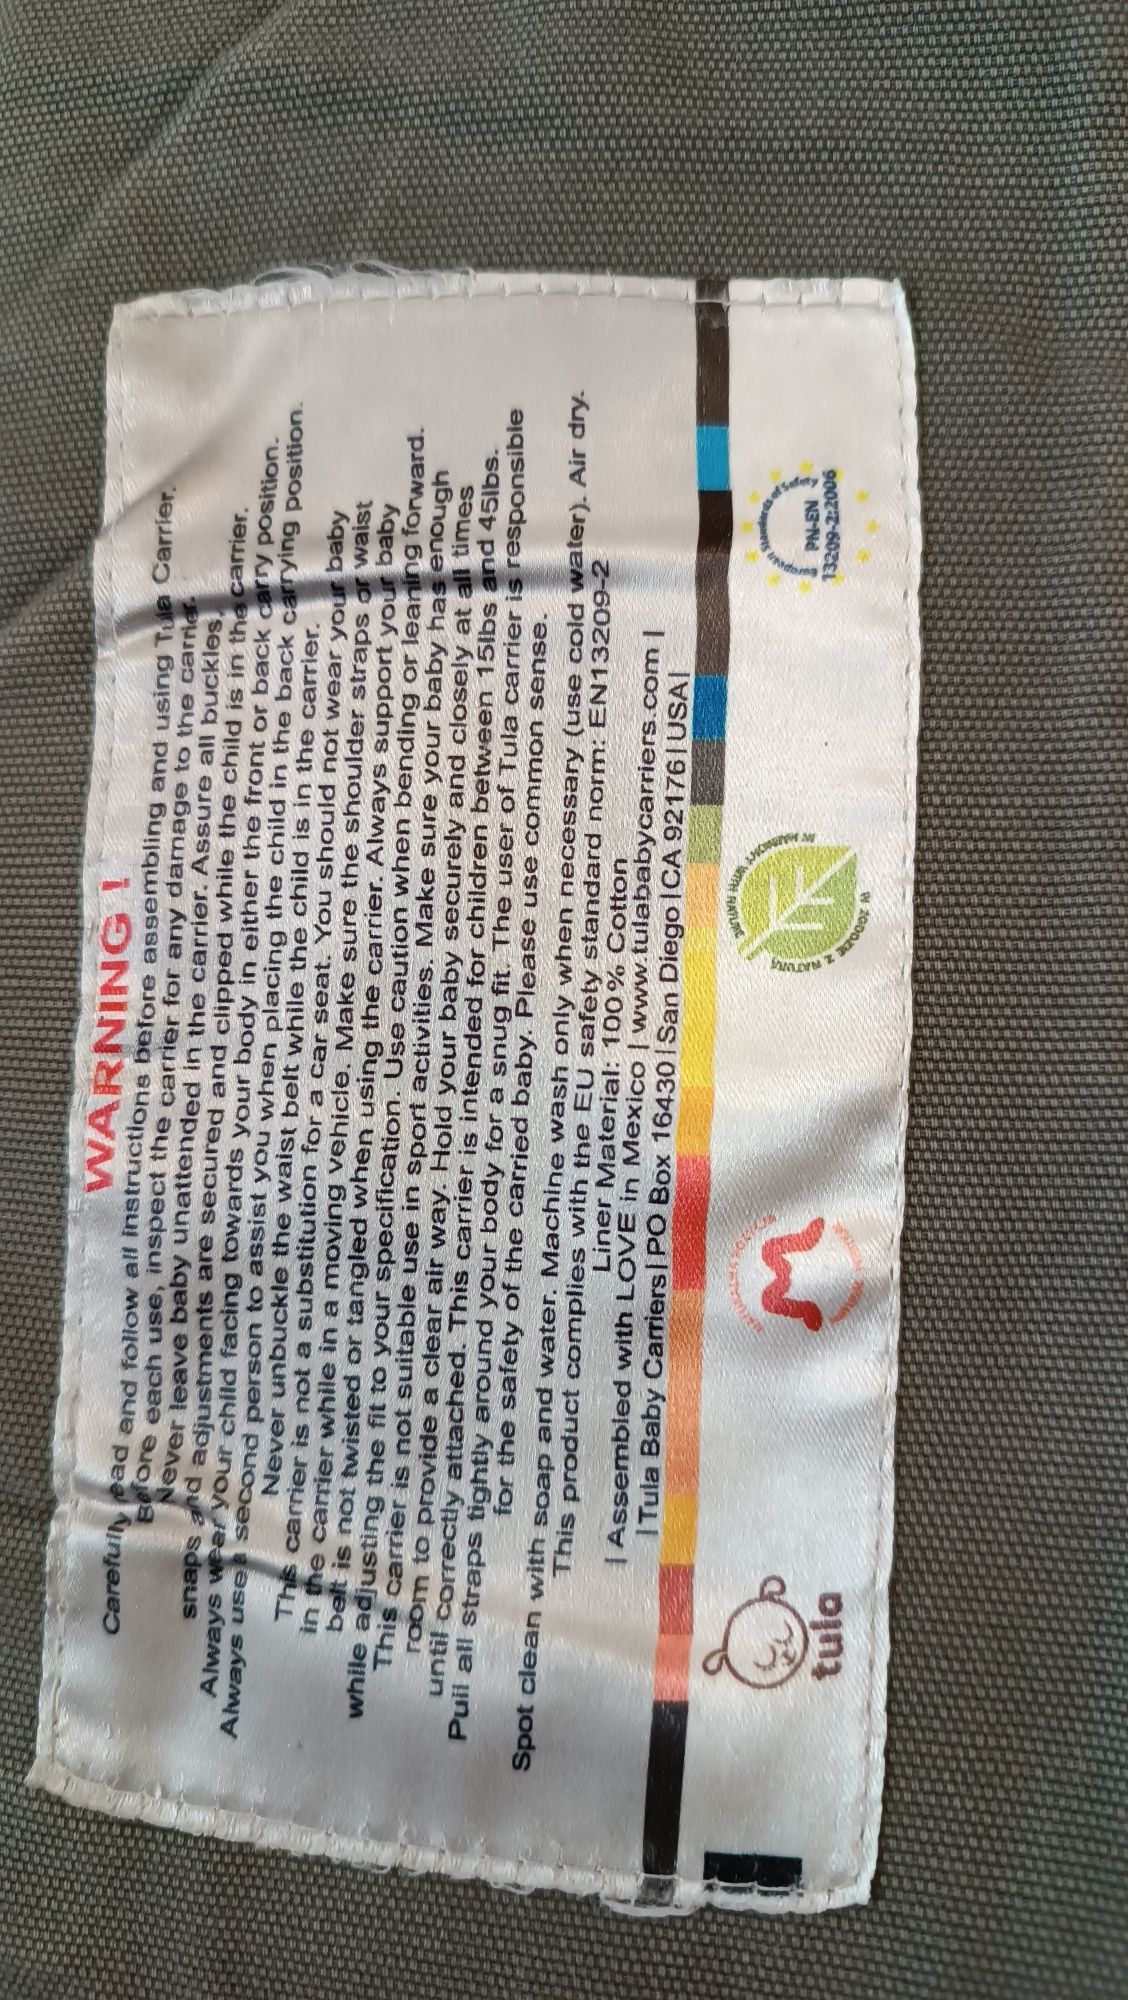 WARNING !
Carefully read end follow all instructions before assembling and using Tula Carrier.
Before each use, inspect the carrier for any damage to the carrier.
Never leave baby unattended in the carrier. Assure all buckles,
snaps and adjustments are secured and clipped while the child is in the carrier.
Always wear your child facing towards your body in either the front or back carry position.
Always use a second person to assist you when placing the child in the back carrying position.
Never unbuckle the waist belt while the child is in the carrier.
This carrier is not a substitution for a car seat. You should not wear your baby
in the carrier while in a moving vehicle. Make sure the shoulder straps or waist
belt is not twisted or tangled when using the carrier. Always support your baby
while adjusting the fit to your specification. Use caution when bending or leaning forward.
This carrier is not suitable use in sport activities. Make sure your baby has enough
room to provide a clear air way. Hold your baby securely and closely at all times
until correctly attached. This carrier is intended for children between 15lbs and 45lbs.
Pull all straps tightly around your body for a snug fit. The user of Tula carrier is responsible
for the safety of the carried baby. Please use common sense.
Spot clean with soap and water. Machine wash only when necessary (use cold water). Air dry.
This product complies with the EU safety standard norm: EN13209-2
Liner Material: 100% Cotton
| Assembled with LOVE in Mexico | www.tulababycarriers.com |
| Tula Baby Carriers | PO Box 16430 | San Diego | CA 92176 | USA |
tula
W ZGODZIE Z NATURĄ
IN HARMONY WITH NATURE
European Standards of Safety
PN-EN
13209-2:2006